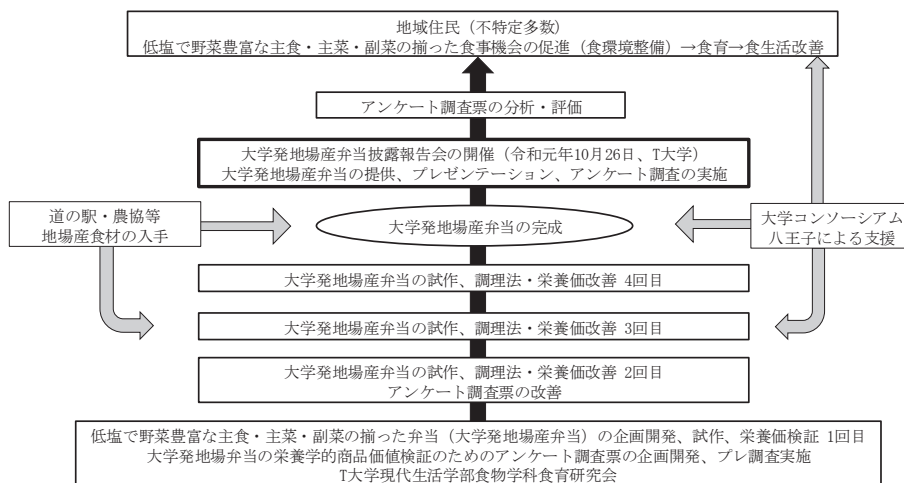 地域住民（不特定多数）
低塩で野菜豊富な主食・主菜・副菜の揃った食事機会の促進（食環境整備）→食育→食生活改善
アンケート調査票の分析・評価
大学発地場産弁当披露報告会の開催（令和元年10月26日、T大学）
大学発地場産弁当の提供、プレゼンテーション、アンケート調査の実施
道の駅・農協等
地場産食材の入手
大学発地場産弁当の完成
大学コンソーシアム
八王子による支援
大学発地場産弁当の試作、調理法・栄養価改善 4回目
大学発地場産弁当の試作、調理法・栄養価改善 3回目
大学発地場産弁当の試作、調理法・栄養価改善 2回目
アンケート調査票の改善
低塩で野菜豊富な主食・主菜・副菜の揃った弁当（大学発地場産弁当）の企画開発、試作、栄養価検証 1回目
大学発地場弁当の栄養学的商品価値検証のためのアンケート調査票の企画開発、プレ調査実施
T大学現代生活学部食物学科食育研究会